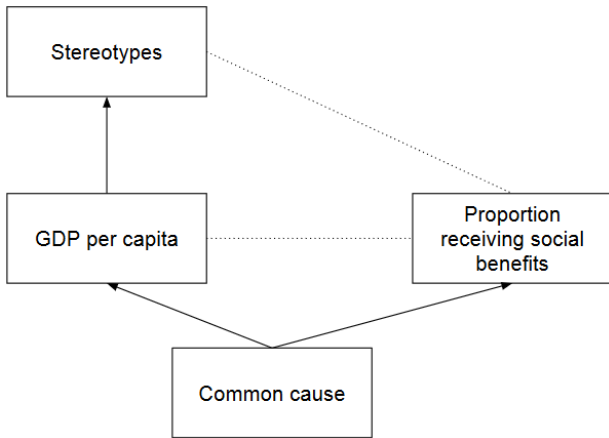 Stereotypes
GDP per capita
Proportion
receiving social
benefits
Common cause